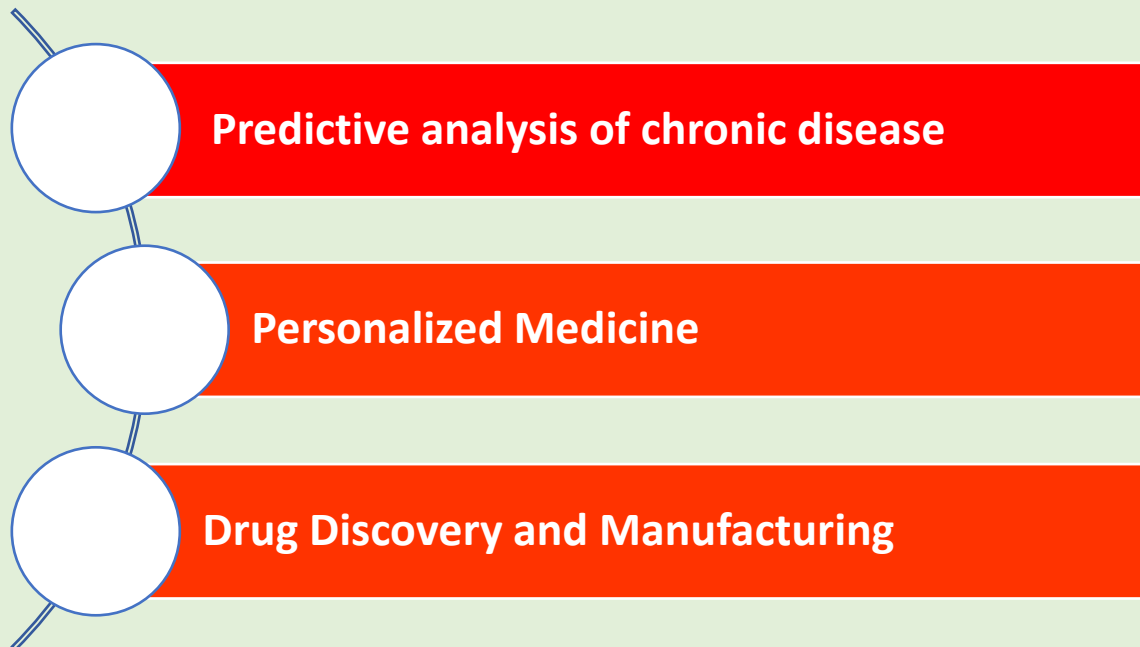 Predictive analysis of chronic disease
Personalized Medicine
Drug Discovery and Manufacturing